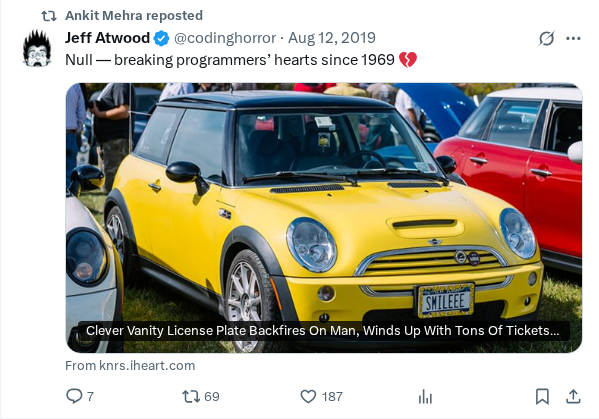 Ankit Mehra reposted
Jeff Atwood @codinghorror · Aug 12, 2019
Null — breaking programmers’ hearts since 1969 💔
SMILEEE
Clever Vanity License Plate Backfires On Man, Winds Up With Tons Of Tickets...
From knrs.iheart.com
7 69 187